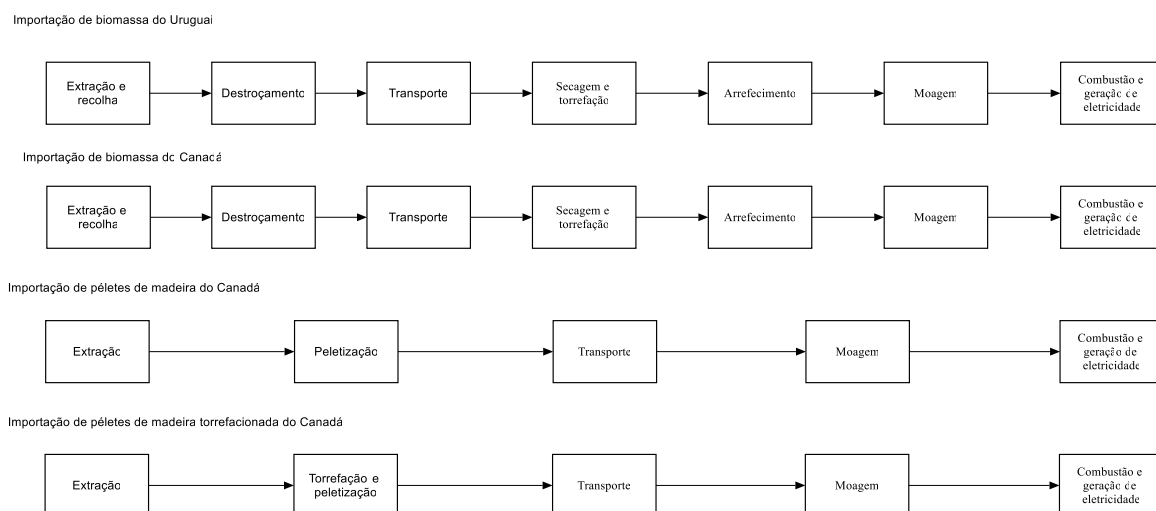 Importação de biomassa do Uruguai
Extração e
recolha
Destroçamento
Transporte
Secagem e
torrefação
Arrefecimento
Moagem
Combustão e
geração de
eletricidade
Importação de biomassa do Canadá
Extração e
recolha
Destroçamento
Transporte
Secagem e
torrefação
Arrefecimento
Moagem
Combustão e
geração de
eletricidade
Importação de péletes de madeira do Canadá
Extração
Peletização
Transporte
Moagem
Combustão e
geração de
eletricidade
Importação de péletes de madeira torrefacionada do Canadá
Extração
Torrefação e
peletização
Transporte
Moagem
Combustão e
geração de
eletricidade